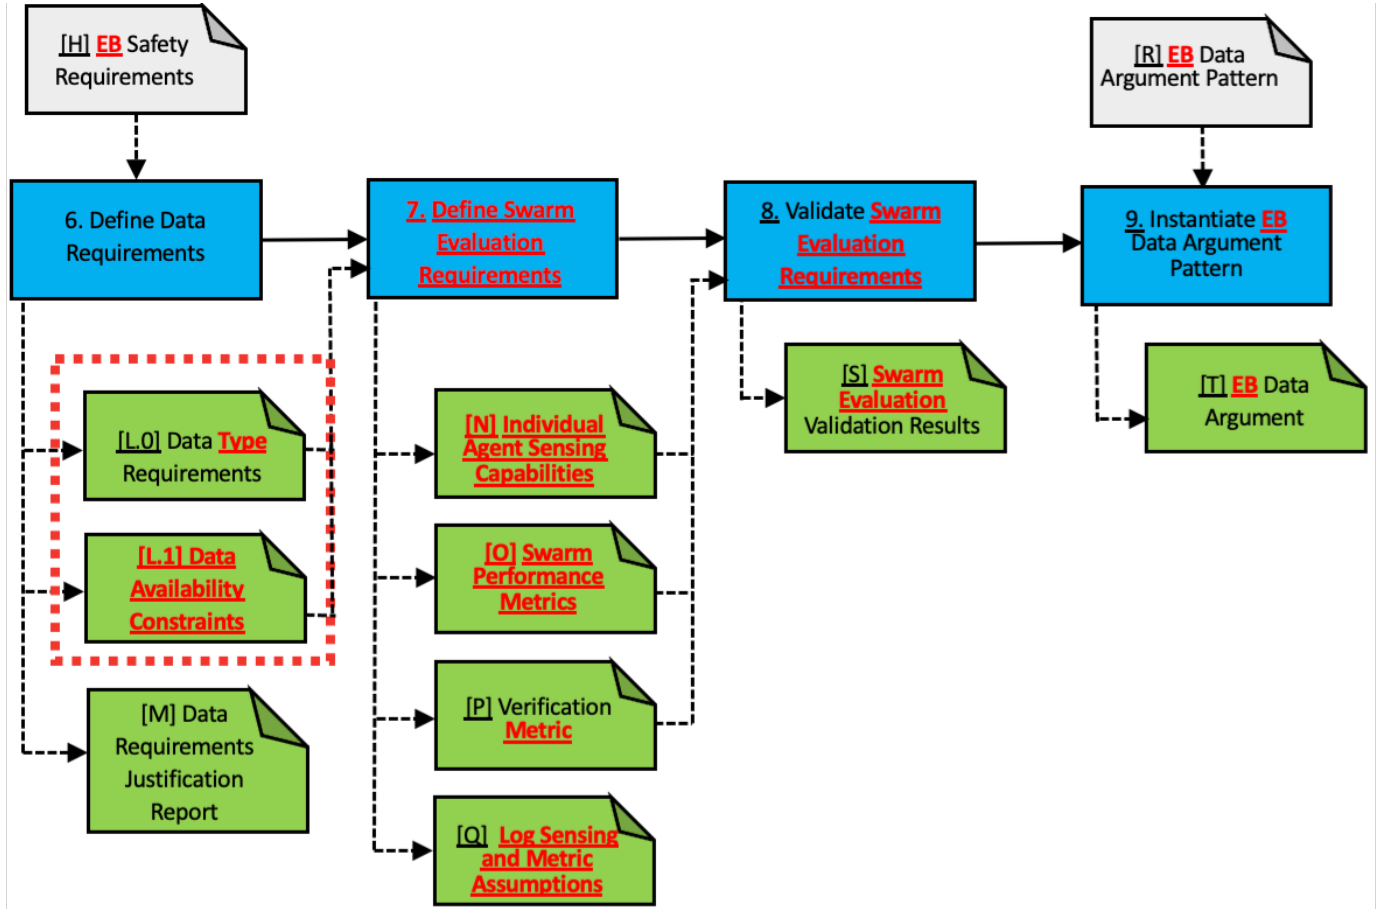 [H] EB Safety
Requirements
[R] EB Data
Argument Pattern
6. Define Data
Requirements
7. Define Swarm
Evaluation
Requirements
8. Validate Swarm
Evaluation
Requirements
9. Instantiate EB
Data Argument
Pattern
[L.0] Data Type
Requirements
[L.1] Data
Availability
Constraints
[M] Data
Requirements
Justification
Report
[N] Individual
Agent Sensing
Capabilities
[O] Swarm
Performance
Metrics
[P] Verification
Metric
[Q] Log Sensing
and Metric
Assumptions
[S] Swarm
Evaluation
Validation Results
[T] EB Data
Argument